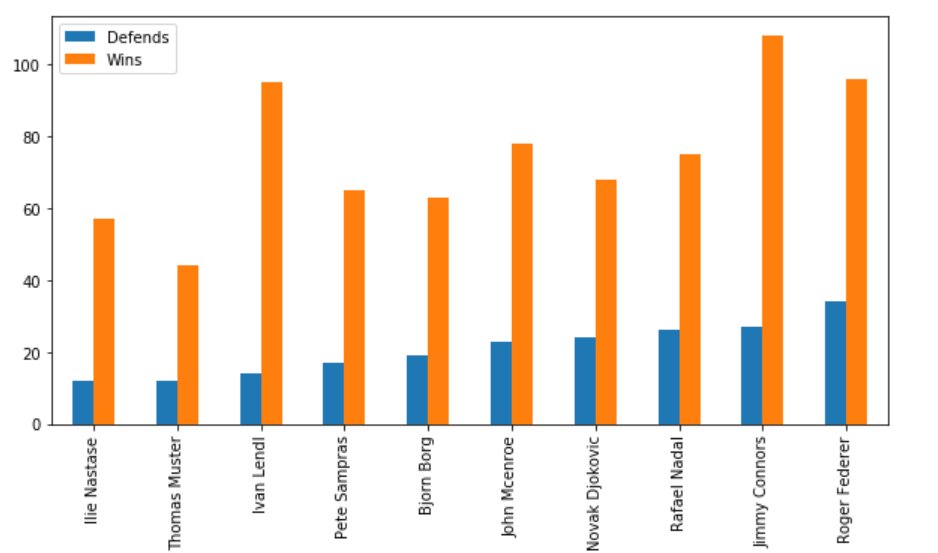 Defends
Wins
100
80
60
40
20
0
Ilie Nastase
Thomas Muster
Ivan Lendl
Pete Sampras
Bjorn Borg
John Mcenroe
Novak Djokovic
Rafael Nadal
Jimmy Connors
Roger Federer